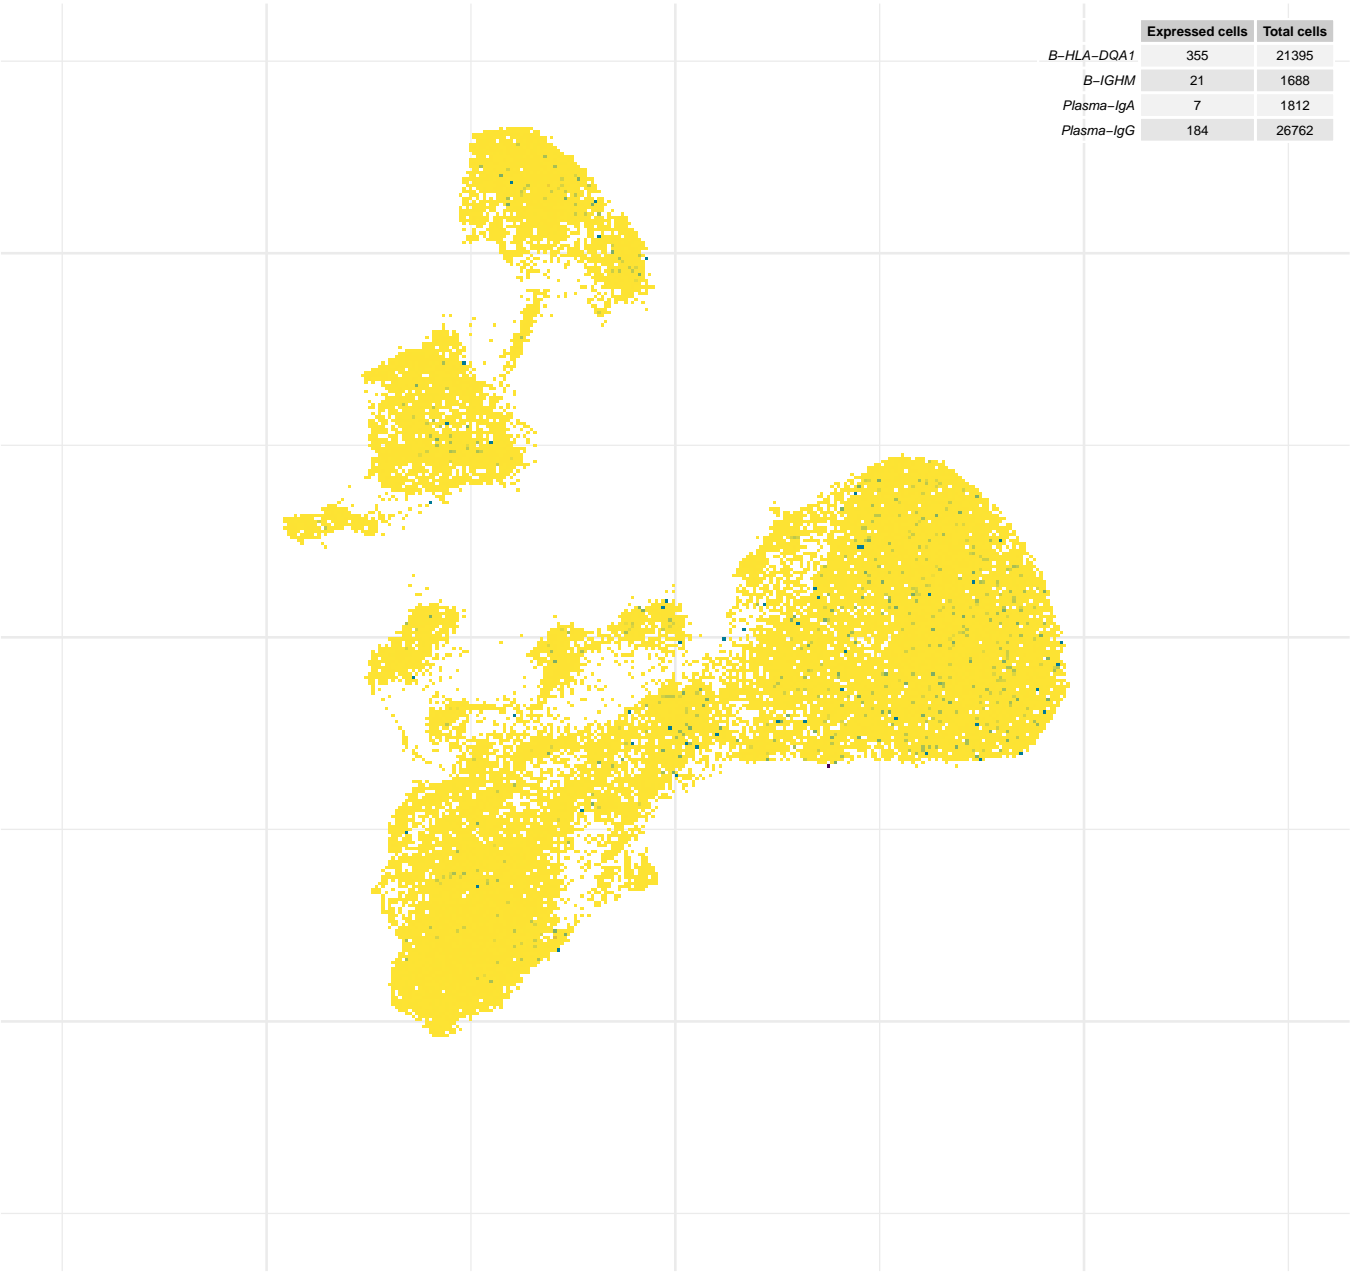 Expressed cells Total cells
B−HLA−DQA1 355 21395
B−IGHM 21 1688
Plasma−IgA 7 1812
Plasma−IgG 184 26762